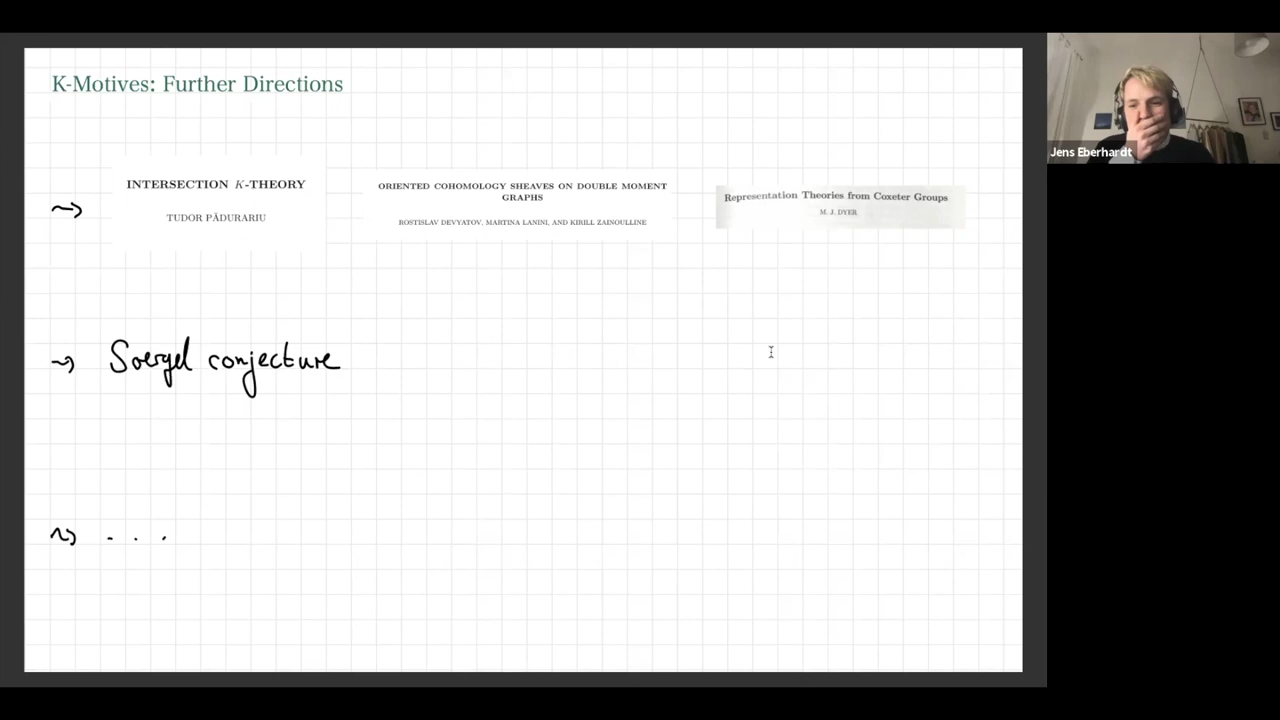 K-Motives: Further Directions
INTERSECTION K-THEORY
TUDOR PĂDURARIU
ORIENTED COHOMOLOGY SHEAVES ON DOUBLE MOMENT
GRAPHS
ROSTISLAV DEVYATOV, MARTINA LANINI, AND KIRILL ZAINOULLINE
Representation Theories from Coxeter Groups
M. J. DYER
Soergel conjecture
. . .
Jens Eberhardt